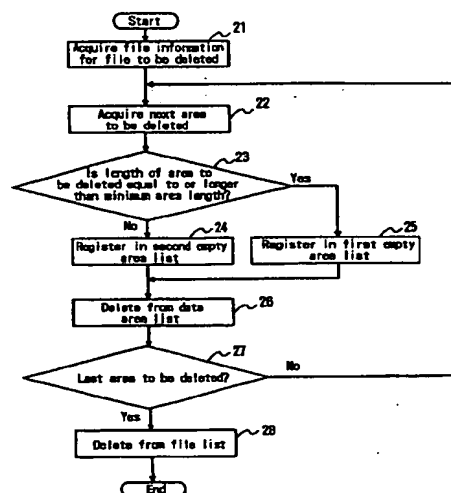 Start
21
Acquire file information
for file to be deleted
22
Acquire next area
to be deleted
23
Is length of area to
be deleted equal to or longer
than minimum area length?
Yes
No
24
Register in second empty
area list
25
Register in first empty
area list
26
Delete from data
area list
27
Last area to be deleted?
No
Yes
28
Delete from file list
End